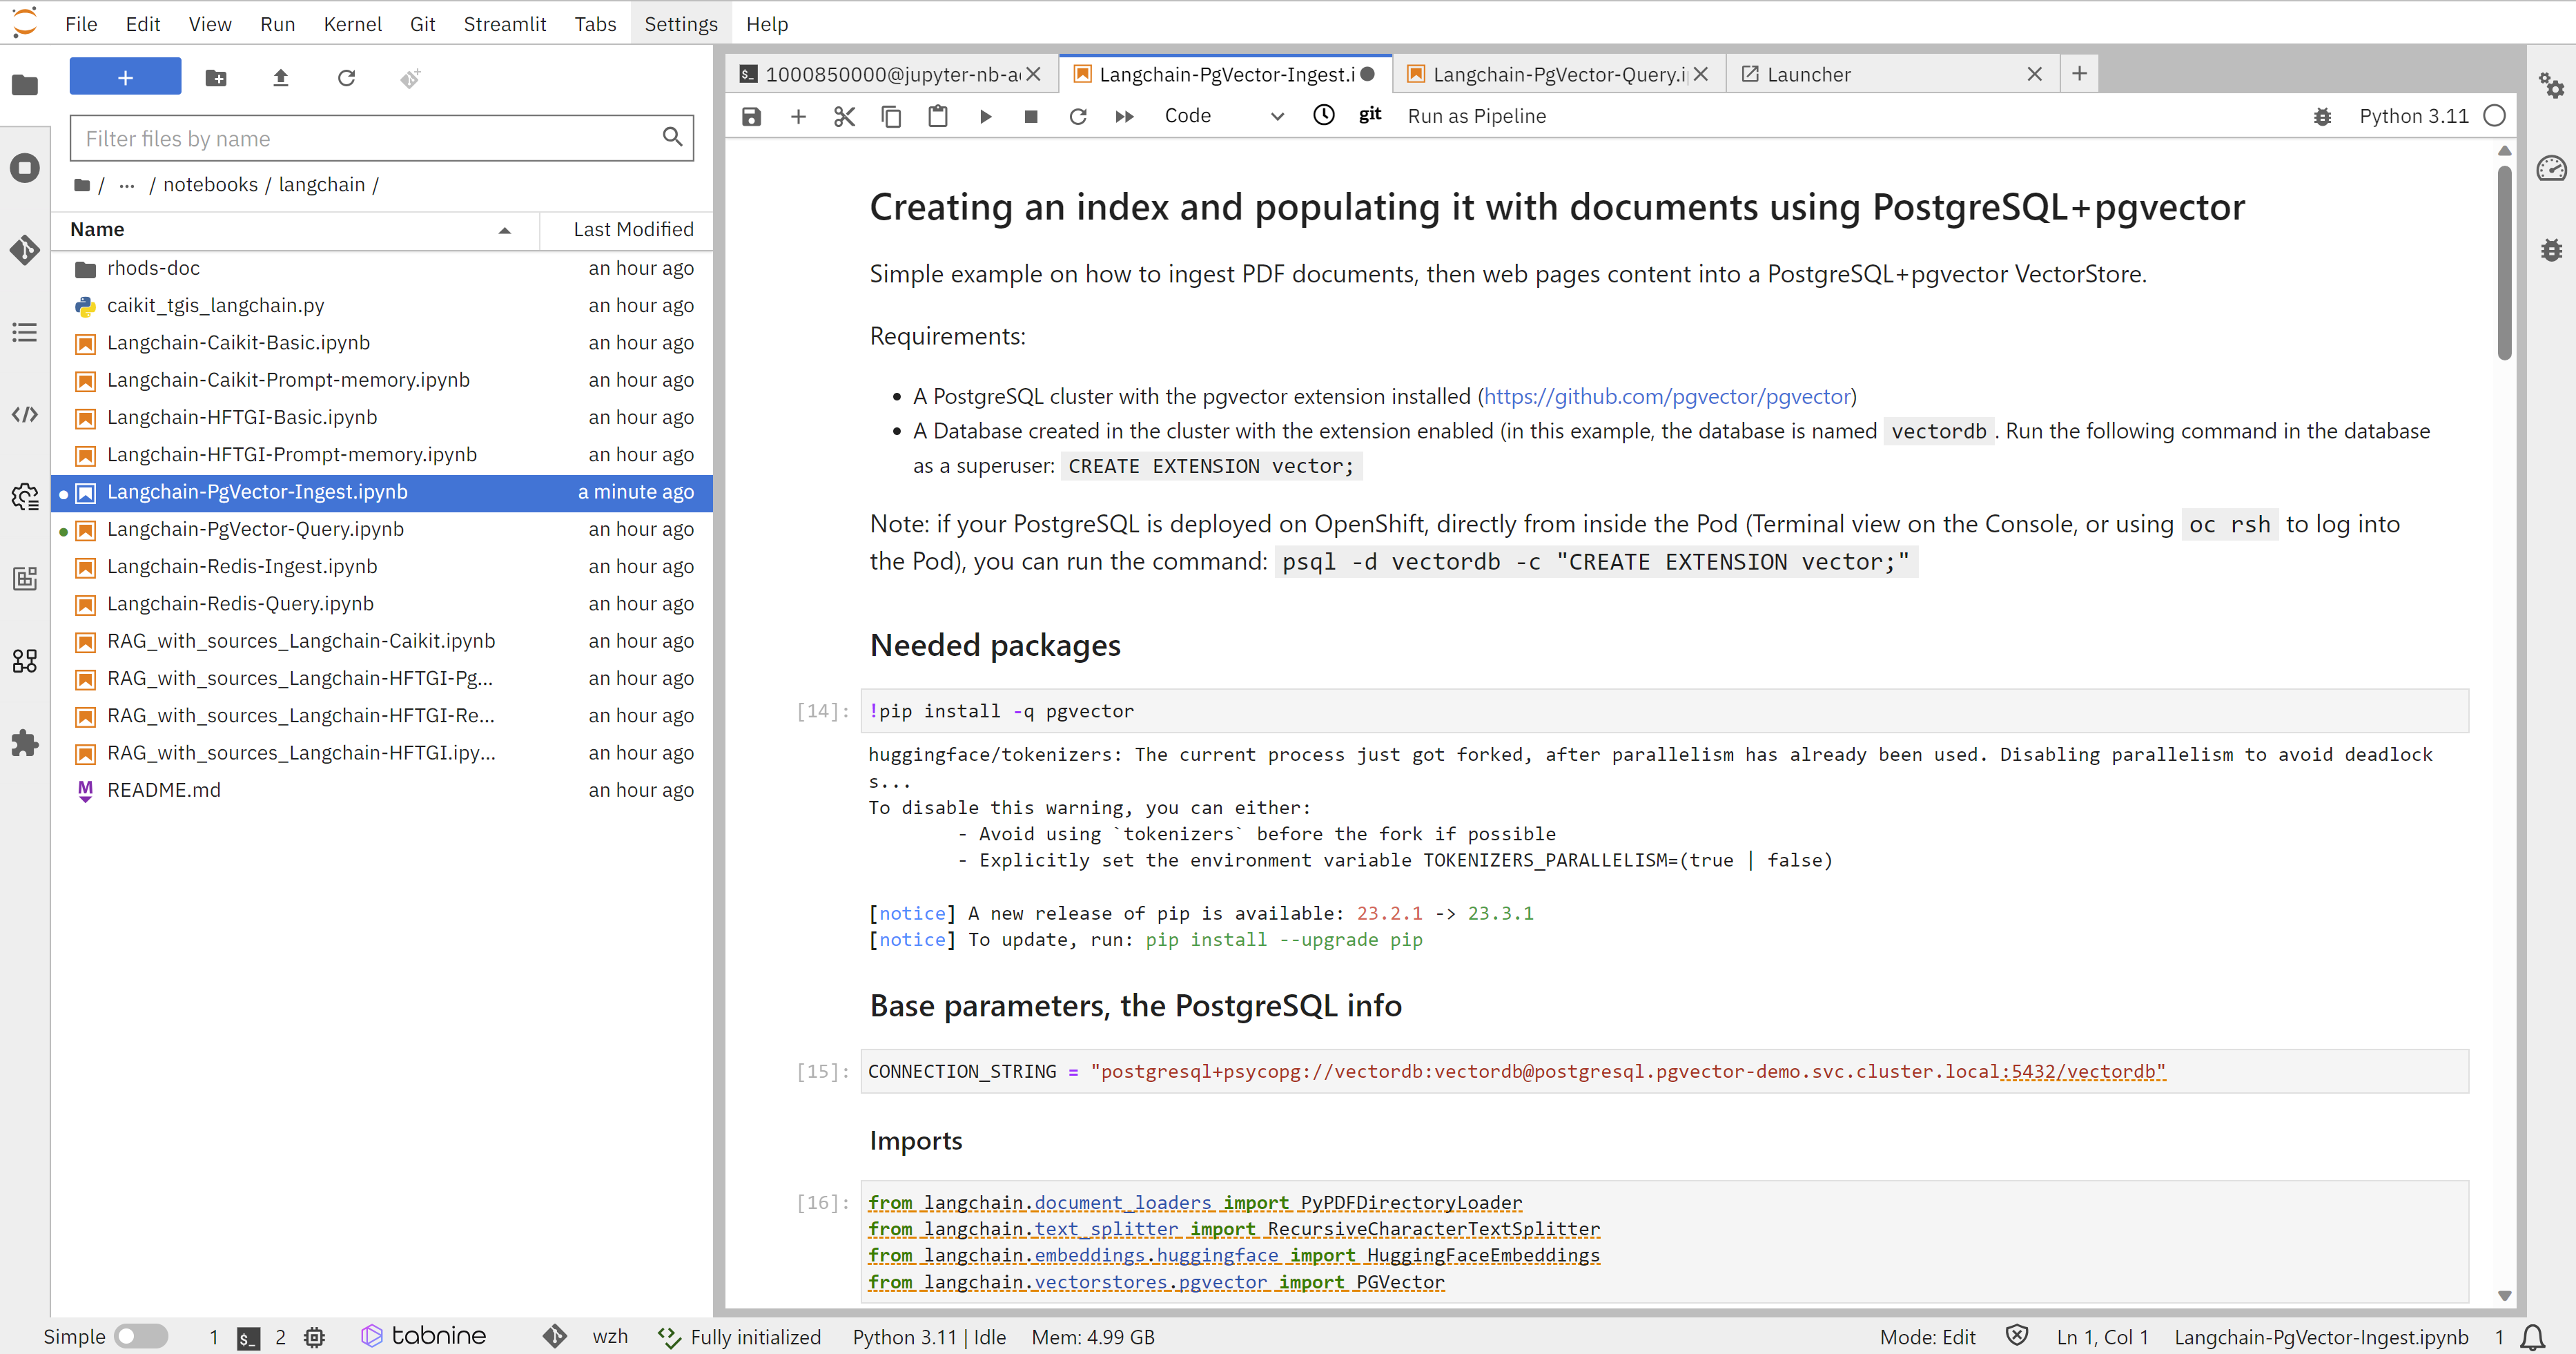 File Edit View Run Kernel Git Streamlit Tabs Settings Help
1000850000@jupyter-nb-a
Langchain-PgVector-Ingest.i
Langchain-PgVector-Query.i
Launcher
Code
git
Run as Pipeline
Python 3.11
Filter files by name
/ ... / notebooks / langchain /
Name Last Modified
rhods-doc an hour ago
caikit_tgis_langchain.py an hour ago
Langchain-Caikit-Basic.ipynb an hour ago
Langchain-Caikit-Prompt-memory.ipynb an hour ago
Langchain-HFTGI-Basic.ipynb an hour ago
Langchain-HFTGI-Prompt-memory.ipynb an hour ago
Langchain-PgVector-Ingest.ipynb a minute ago
Langchain-PgVector-Query.ipynb an hour ago
Langchain-Redis-Ingest.ipynb an hour ago
Langchain-Redis-Query.ipynb an hour ago
RAG_with_sources_Langchain-Caikit.ipynb an hour ago
RAG_with_sources_Langchain-HFTGI-Pg... an hour ago
RAG_with_sources_Langchain-HFTGI-Re... an hour ago
RAG_with_sources_Langchain-HFTGI.ipy... an hour ago
README.md an hour ago
Creating an index and populating it with documents using PostgreSQL+pgvector
Simple example on how to ingest PDF documents, then web pages content into a PostgreSQL+pgvector VectorStore.
Requirements:
• A PostgreSQL cluster with the pgvector extension installed (https://github.com/pgvector/pgvector)
• A Database created in the cluster with the extension enabled (in this example, the database is named vectordb . Run the following command in the database
as a superuser: CREATE EXTENSION vector;
Note: if your PostgreSQL is deployed on OpenShift, directly from inside the Pod (Terminal view on the Console, or using oc rsh to log into
the Pod), you can run the command: psql -d vectordb -c "CREATE EXTENSION vector;"
Needed packages
[14]: !pip install -q pgvector
huggingface/tokenizers: The current process just got forked, after parallelism has already been used. Disabling parallelism to avoid deadlock
s...
To disable this warning, you can either:
- Avoid using `tokenizers` before the fork if possible
- Explicitly set the environment variable TOKENIZERS_PARALLELISM=(true | false)
[notice] A new release of pip is available: 23.2.1 -> 23.3.1
[notice] To update, run: pip install --upgrade pip
Base parameters, the PostgreSQL info
[15]: CONNECTION_STRING = "postgresql+psycopg://vectordb:vectordb@postgresql.pgvector-demo.svc.cluster.local:5432/vectordb"
Imports
[16]: from langchain.document_loaders import PyPDFDirectoryLoader
from langchain.text_splitter import RecursiveCharacterTextSplitter
from langchain.embeddings.huggingface import HuggingFaceEmbeddings
from langchain.vectorstores.pgvector import PGVector
Simple 1 $_ 2 tabnine wzh Fully initialized Python 3.11 | Idle Mem: 4.99 GB Mode: Edit Ln 1, Col 1 Langchain-PgVector-Ingest.ipynb 1